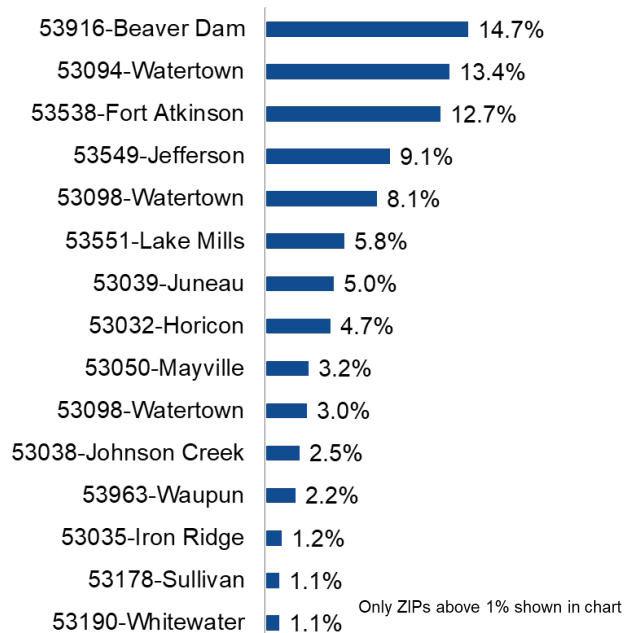 53916-Beaver Dam 14.7%
53094-Watertown 13.4%
53538-Fort Atkinson 12.7%
53549-Jefferson 9.1%
53098-Watertown 8.1%
53551-Lake Mills 5.8%
53039-Juneau 5.0%
53032-Horicon 4.7%
53050-Mayville 3.2%
53098-Watertown 3.0%
53038-Johnson Creek 2.5%
53963-Waupun 2.2%
53035-Iron Ridge 1.2%
53178-Sullivan 1.1%
53190-Whitewater 1.1%
Only ZIPs above 1% shown in chart